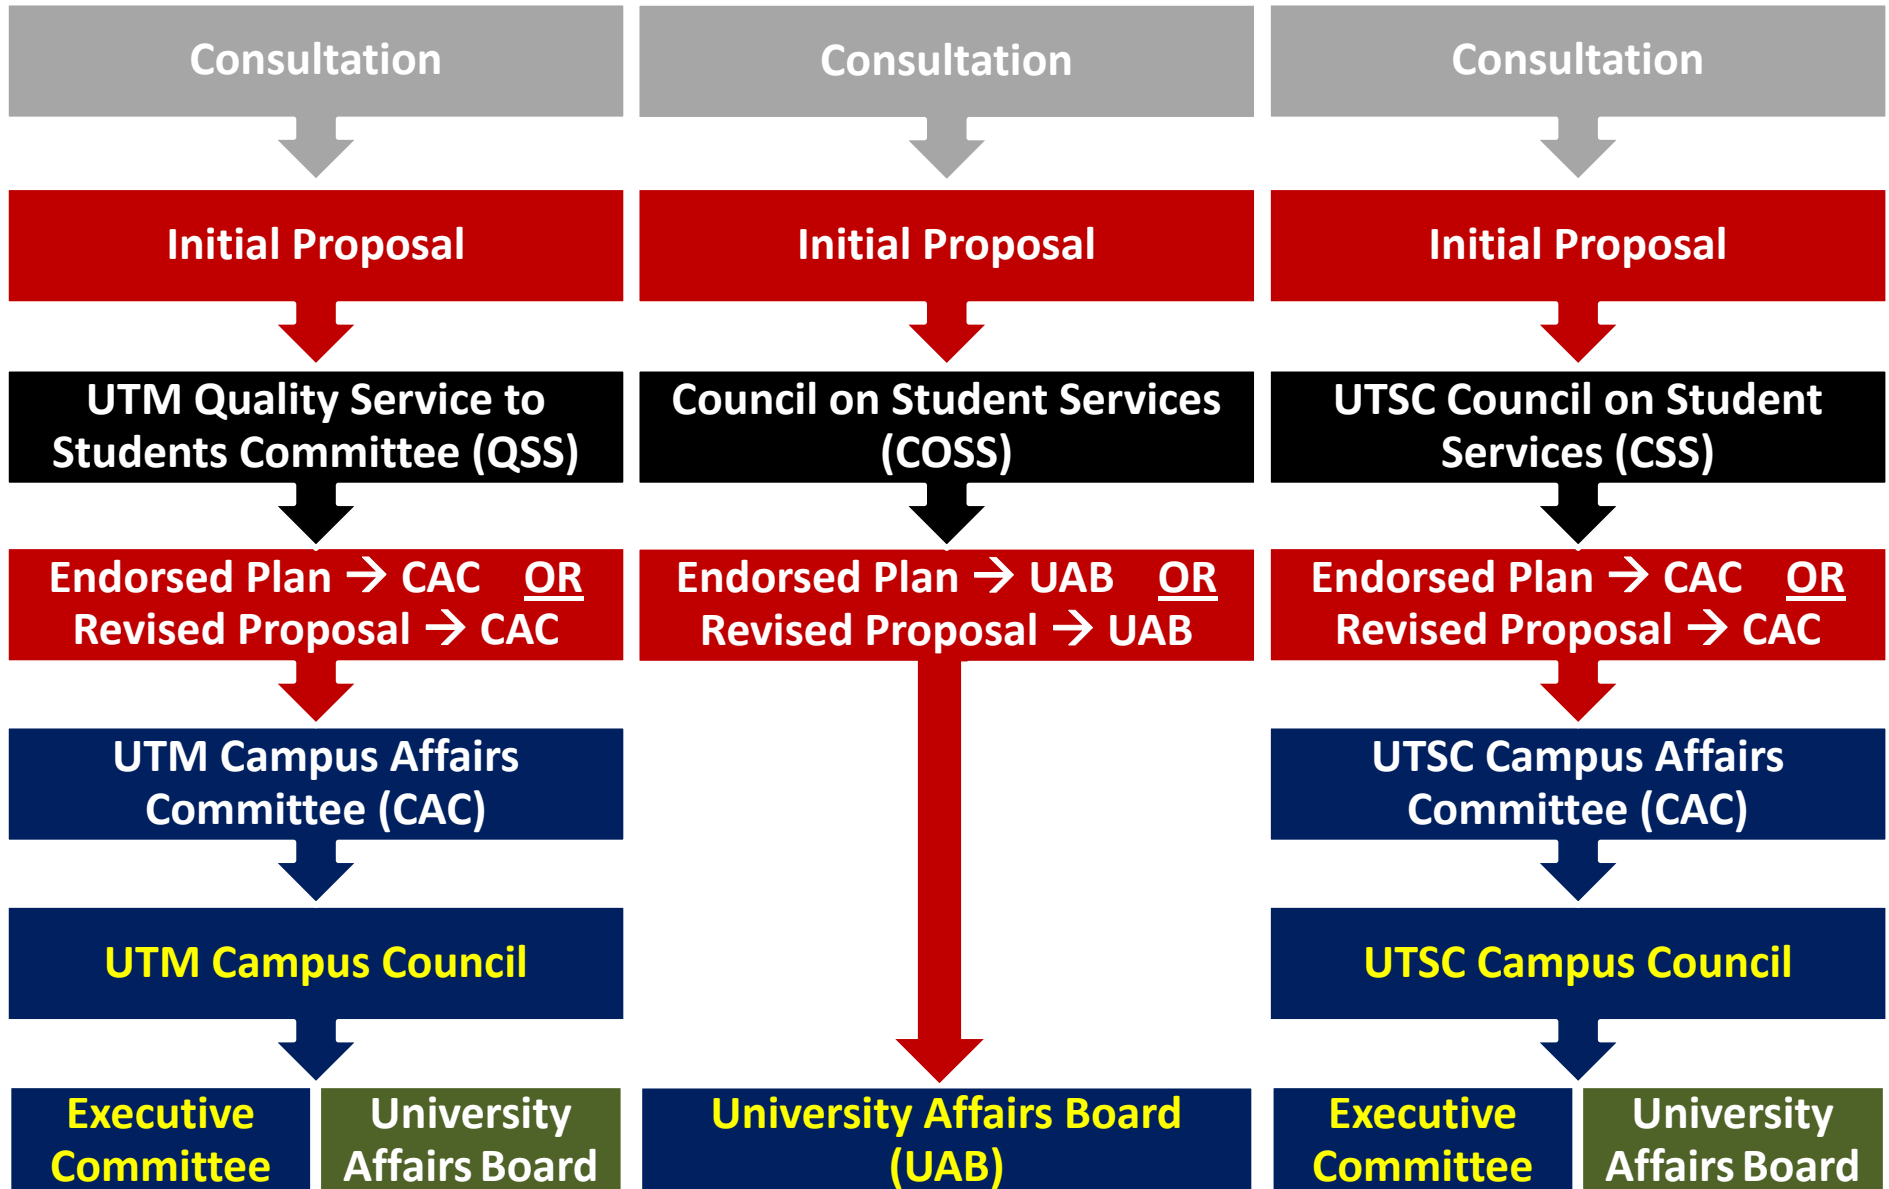 Consultation
Consultation
Consultation
Initial Proposal
Initial Proposal
Initial Proposal
UTM Quality Service to
Students Committee (QSS)
Council on Student Services
(COSS)
UTSC Council on Student
Services (CSS)
Endorsed Plan → CAC OR
Revised Proposal → CAC
Endorsed Plan → UAB OR
Revised Proposal → UAB
Endorsed Plan → CAC OR
Revised Proposal → CAC
UTM Campus Affairs
Committee (CAC)
UTSC Campus Affairs
Committee (CAC)
UTM Campus Council
UTSC Campus Council
Executive
Committee
University
Affairs Board
University Affairs Board
(UAB)
Executive
Committee
University
Affairs Board